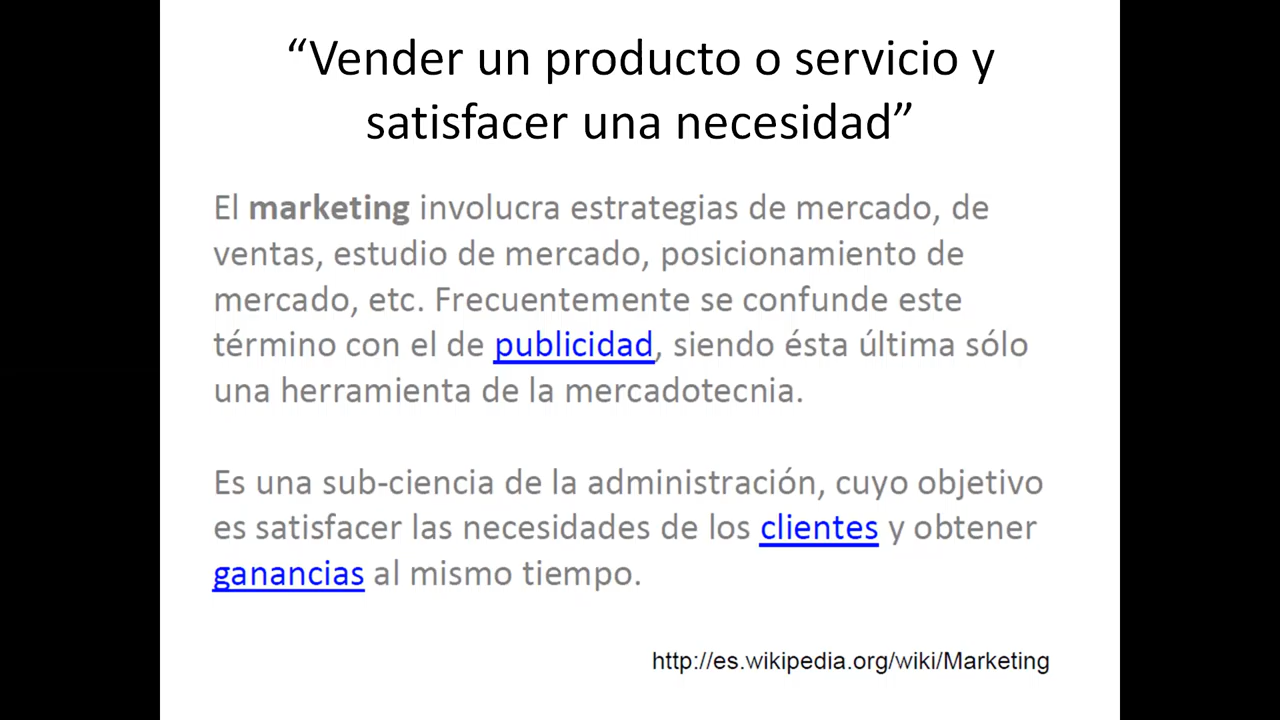 “Vender un producto o servicio y
satisfacer una necesidad”
El marketing involucra estrategias de mercado, de
ventas, estudio de mercado, posicionamiento de
mercado, etc. Frecuentemente se confunde este
término con el de publicidad, siendo ésta última sólo
una herramienta de la mercadotecnia.
Es una sub-ciencia de la administración, cuyo objetivo
es satisfacer las necesidades de los clientes y obtener
ganancias al mismo tiempo.
http://es.wikipedia.org/wiki/Marketing